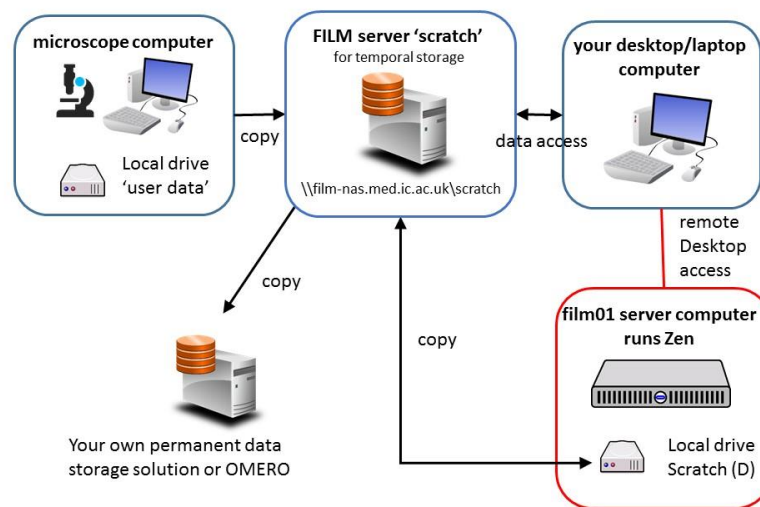 microscope computer
Local drive
'user data'
copy
FILM server 'scratch'
for temporal storage
\\film-nas.med.ic.ac.uk\scratch
data access
your desktop/laptop
computer
remote
Desktop
access
copy
Your own permanent data
storage solution or OMERO
copy
film01 server computer
runs Zen
Local drive
Scratch (D)